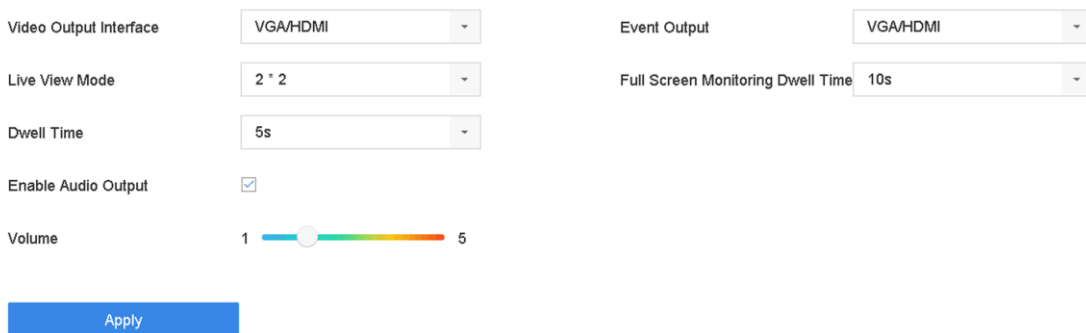 Video Output Interface VGA/HDMI Event Output VGA/HDMI
Live View Mode 2 * 2 Full Screen Monitoring Dwell Time 10s
Dwell Time 5s
Enable Audio Output
Volume 1 5
Apply